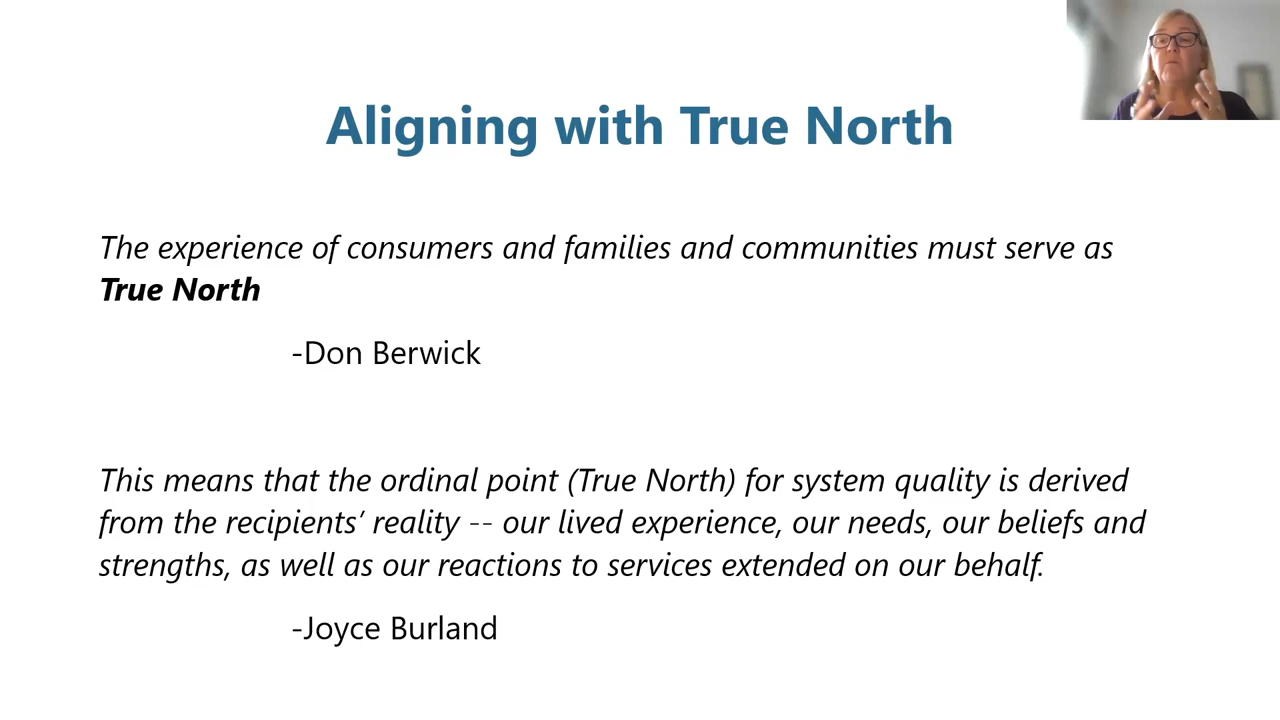 Aligning with True North
The experience of consumers and families and communities must serve as
True North
-Don Berwick
This means that the ordinal point (True North) for system quality is derived
from the recipients’ reality -- our lived experience, our needs, our beliefs and
strengths, as well as our reactions to services extended on our behalf.
-Joyce Burland